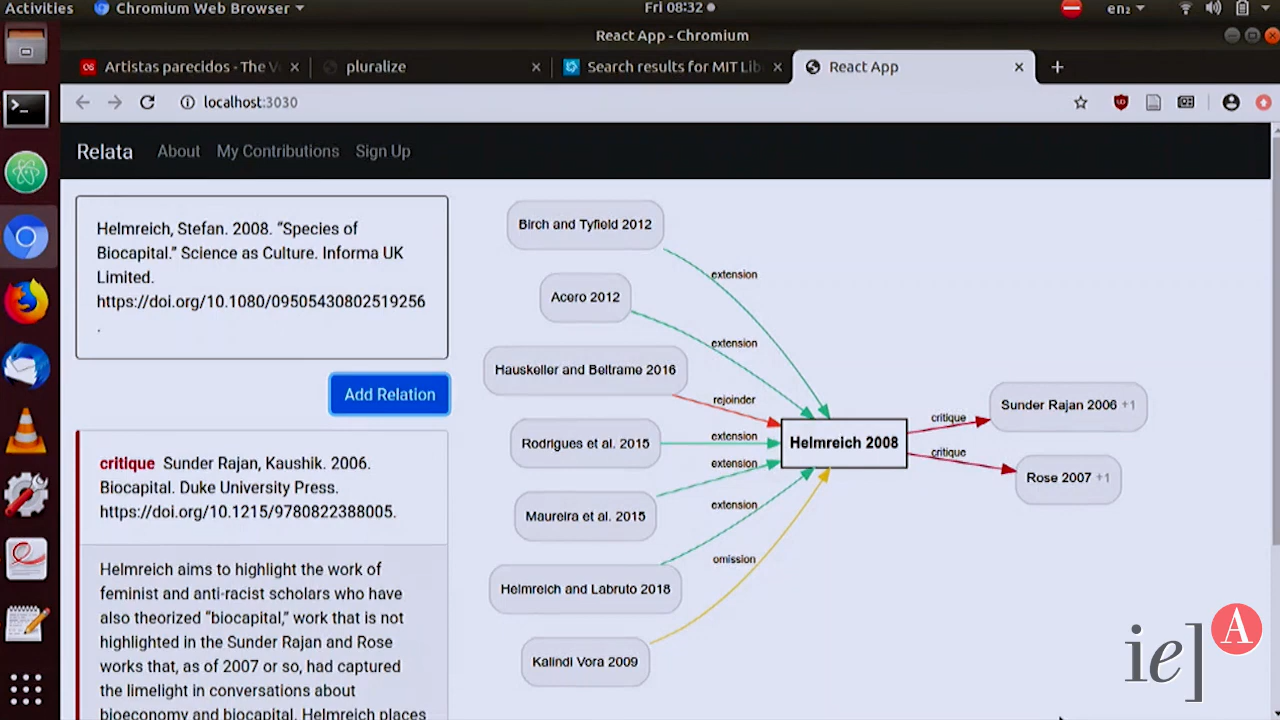 Activities
Chromium Web Browser
Fri 08:32
en₂
React App - Chromium
Artistas parecidos - The V
pluralize
Search results for MIT Lib
React App
localhost:3030
Relata
About
My Contributions
Sign Up
Helmreich, Stefan. 2008. “Species of
Biocapital.” Science as Culture. Informa UK
Limited.
https://doi.org/10.1080/09505430802519256
.
Add Relation
critique Sunder Rajan, Kaushik. 2006.
Biocapital. Duke University Press.
https://doi.org/10.1215/9780822388005.
Helmreich aims to highlight the work of
feminist and anti-racist scholars who have
also theorized “biocapital,” work that is not
highlighted in the Sunder Rajan and Rose
works that, as of 2007 or so, had captured
the limelight in conversations about
bioeconomy and biocapital. Helmreich places
Birch and Tyfield 2012
extension
Acero 2012
extension
Hauskeller and Beltrame 2016
rejoinder
Rodrigues et al. 2015
extension
extension
Maureira et al. 2015
extension
Helmreich and Labruto 2018
omission
Kalindi Vora 2009
Helmreich 2008
critique
Sunder Rajan 2006 +1
critique
Rose 2007 +1
ie]
A